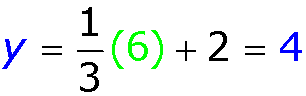 y = 1/3 (6) + 2 = 4